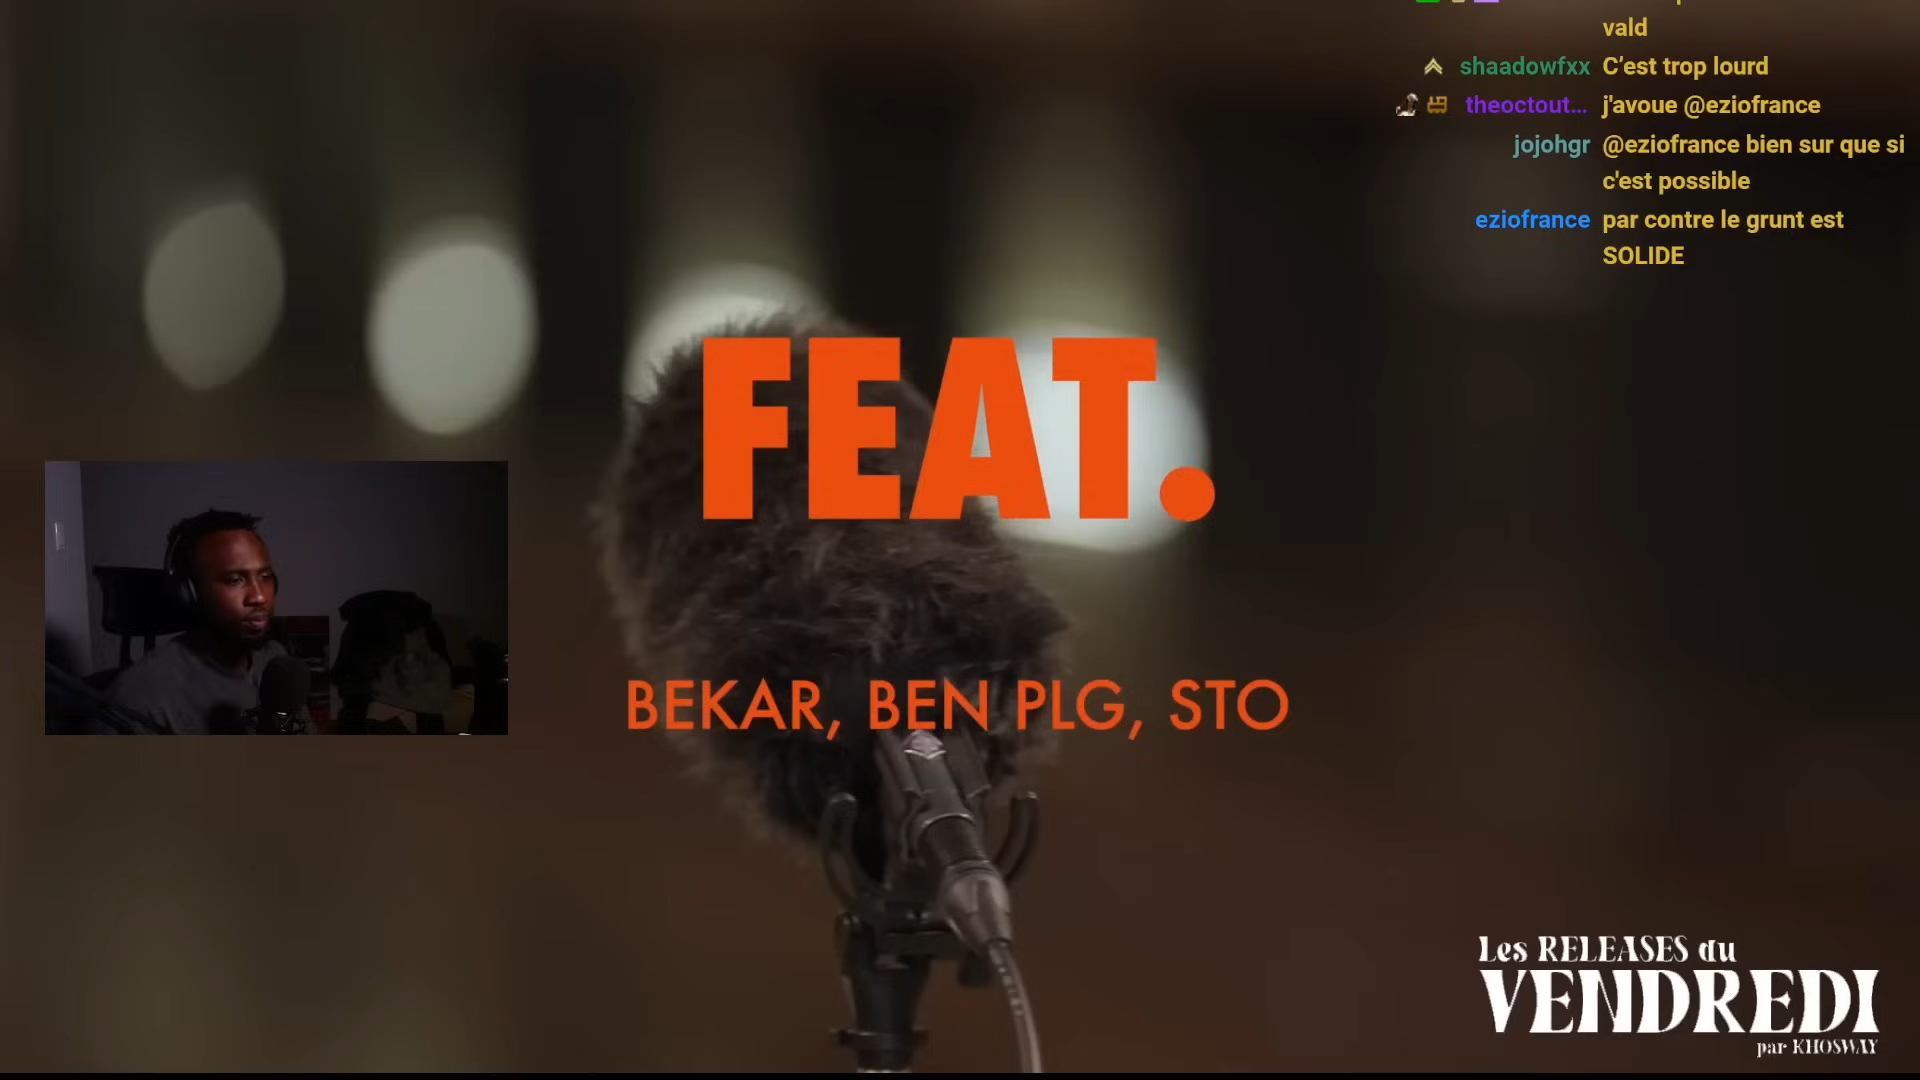 vald
shaadowfxx C'est trop lourd
theoctout... j'avoue @eziofrance
jojohgr @eziofrance bien sur que si
c'est possible
eziofrance par contre le grunt est
SOLIDE
FEAT.
BEKAR, BEN PLG, STO
Les RELEASES du
VENDREDI
par KHOSWAY